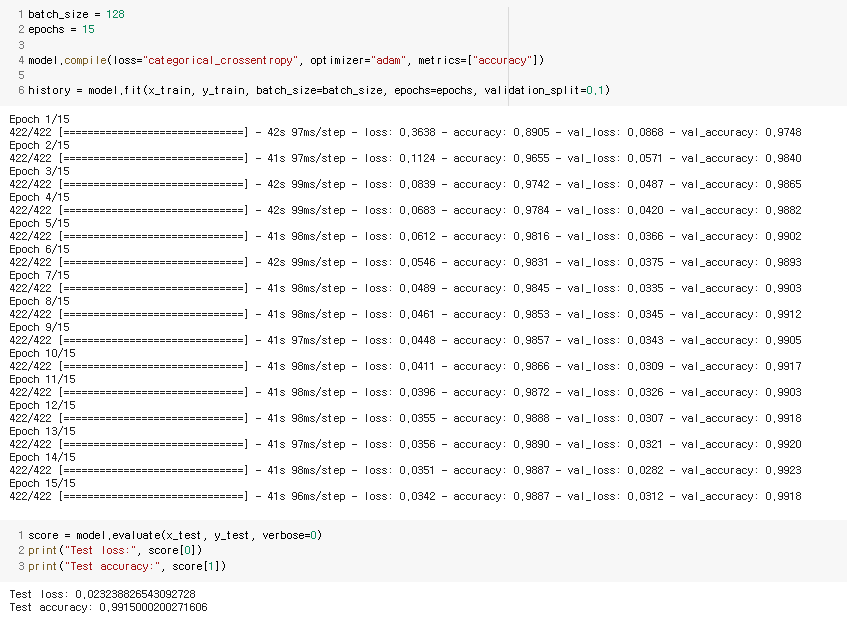 1 batch_size = 128
2 epochs = 15
3
4 model.compile(loss="categorical_crossentropy", optimizer="adam", metrics=["accuracy"])
5
6 history = model.fit(x_train, y_train, batch_size=batch_size, epochs=epochs, validation_split=0.1)
Epoch 1/15
422/422 [==============================] - 42s 97ms/step - loss: 0.3638 - accuracy: 0.8905 - val_loss: 0.0868 - val_accuracy: 0.9748
Epoch 2/15
422/422 [==============================] - 41s 97ms/step - loss: 0.1124 - accuracy: 0.9655 - val_loss: 0.0571 - val_accuracy: 0.9840
Epoch 3/15
422/422 [==============================] - 42s 99ms/step - loss: 0.0839 - accuracy: 0.9742 - val_loss: 0.0487 - val_accuracy: 0.9865
Epoch 4/15
422/422 [==============================] - 42s 99ms/step - loss: 0.0683 - accuracy: 0.9784 - val_loss: 0.0420 - val_accuracy: 0.9882
Epoch 5/15
422/422 [==============================] - 41s 98ms/step - loss: 0.0612 - accuracy: 0.9816 - val_loss: 0.0366 - val_accuracy: 0.9902
Epoch 6/15
422/422 [==============================] - 42s 99ms/step - loss: 0.0546 - accuracy: 0.9831 - val_loss: 0.0375 - val_accuracy: 0.9893
Epoch 7/15
422/422 [==============================] - 41s 98ms/step - loss: 0.0489 - accuracy: 0.9845 - val_loss: 0.0335 - val_accuracy: 0.9903
Epoch 8/15
422/422 [==============================] - 41s 98ms/step - loss: 0.0461 - accuracy: 0.9853 - val_loss: 0.0345 - val_accuracy: 0.9912
Epoch 9/15
422/422 [==============================] - 41s 97ms/step - loss: 0.0448 - accuracy: 0.9857 - val_loss: 0.0343 - val_accuracy: 0.9905
Epoch 10/15
422/422 [==============================] - 41s 98ms/step - loss: 0.0411 - accuracy: 0.9866 - val_loss: 0.0309 - val_accuracy: 0.9917
Epoch 11/15
422/422 [==============================] - 41s 98ms/step - loss: 0.0396 - accuracy: 0.9872 - val_loss: 0.0326 - val_accuracy: 0.9903
Epoch 12/15
422/422 [==============================] - 41s 98ms/step - loss: 0.0355 - accuracy: 0.9888 - val_loss: 0.0307 - val_accuracy: 0.9918
Epoch 13/15
422/422 [==============================] - 41s 97ms/step - loss: 0.0356 - accuracy: 0.9890 - val_loss: 0.0321 - val_accuracy: 0.9920
Epoch 14/15
422/422 [==============================] - 41s 98ms/step - loss: 0.0351 - accuracy: 0.9887 - val_loss: 0.0282 - val_accuracy: 0.9923
Epoch 15/15
422/422 [==============================] - 41s 96ms/step - loss: 0.0342 - accuracy: 0.9887 - val_loss: 0.0312 - val_accuracy: 0.9918
1 score = model.evaluate(x_test, y_test, verbose=0)
2 print("Test loss:", score[0])
3 print("Test accuracy:", score[1])
Test loss: 0.023238826543092728
Test accuracy: 0.9915000200271606